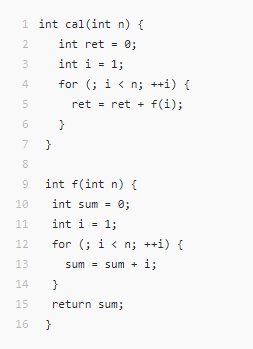 1 int cal(int n) {
2 int ret = 0;
3 int i = 1;
4 for (; i < n; ++i) {
5 ret = ret + f(i);
6 }
7 }
8
9 int f(int n) {
10 int sum = 0;
11 int i = 1;
12 for (; i < n; ++i) {
13 sum = sum + i;
14 }
15 return sum;
16 }